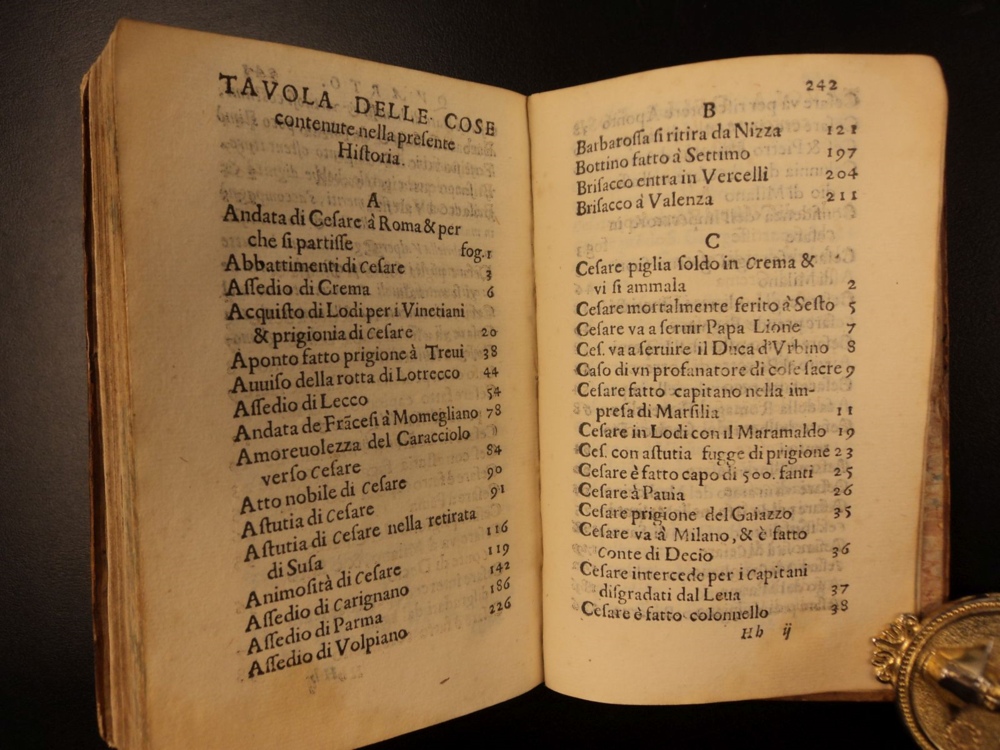 TAVOLA DELLE COSE
contenute nella preſente
Hiſtoria.
A
Andata di Ceſare à Roma & per
che ſi partiſſe fog.1
Abbattimenti di Ceſare 3
Aſſedio di Crema 6
Acquiſto di Lodi per i Vinetiani
& prigionia di Ceſare 20
Aponto fatto prigione à Treui 38
Auuiſo della rotta di Lotrecco 44
Aſſedio di Lecco 54
Andata de Frãceſi à Momegliano 78
Amoreuolezza del Caracciolo
verſo Ceſare 84
Atto nobile di Ceſare 90
Aſtutia di Ceſare 91
Aſtutia di Ceſare nella retirata
di Suſa 116
Animoſità di Ceſare 119
Aſſedio di Carignano 142
Aſſedio di Parma 186
Aſſedio di Volpiano 226
242
B
Barbaroſſa ſi ritira da Nizza 121
Bottino fatto à Settimo 197
Briſacco entra in Vercelli 204
Briſacco à Valenza 211
C
Ceſare piglia ſoldo in Crema &
vi ſi ammala 2
Ceſare mortalmente ferito à Seſto 5
Ceſare va a ſeruir Papa Lione 7
Ceſ. va a ſeruire il Duca d'Vrbino 8
Caſo di vn profanatore di coſe ſacre 9
Ceſare fatto capitano nella im-
preſa di Marſilia 11
Ceſare in Lodi con il Maramaldo 19
Ceſ. con aſtutia fugge di prigione 23
Ceſare è fatto capo di 500. fanti 25
Ceſare à Pauia 26
Ceſare prigione del Gaiazzo 35
Ceſare va à Milano, & è fatto
Conte di Decio 36
Ceſare intercede per i Capitani
diſgradati dal Leua 37
Ceſare è fatto colonnello 38
Hh ij